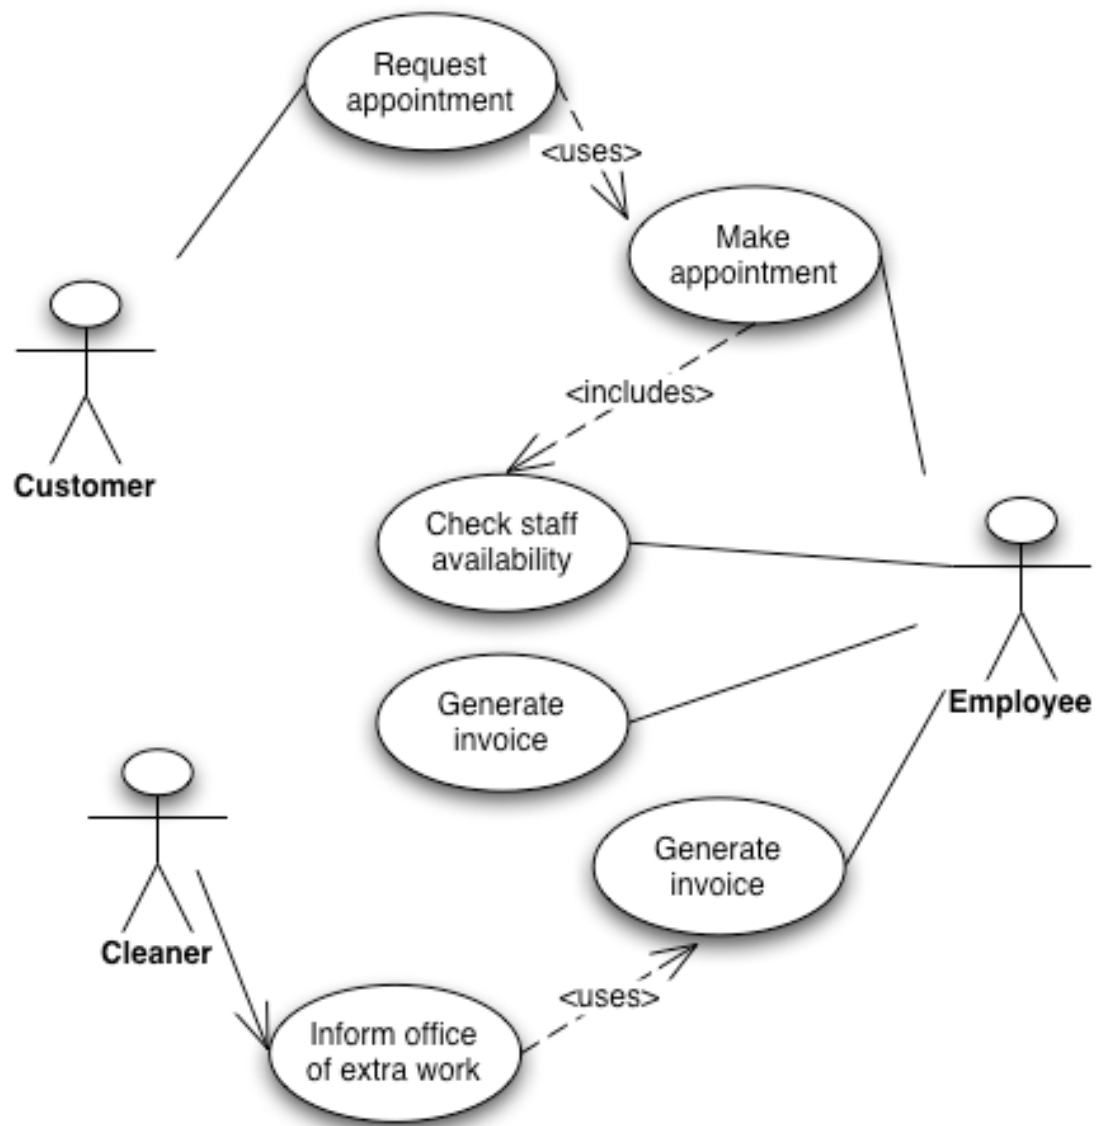 Request
appointment
<uses>
Make
appointment
<includes>
Customer
Check staff
availability
Generate
invoice
Employee
Generate
invoice
Cleaner
<uses>
Inform office
of extra work